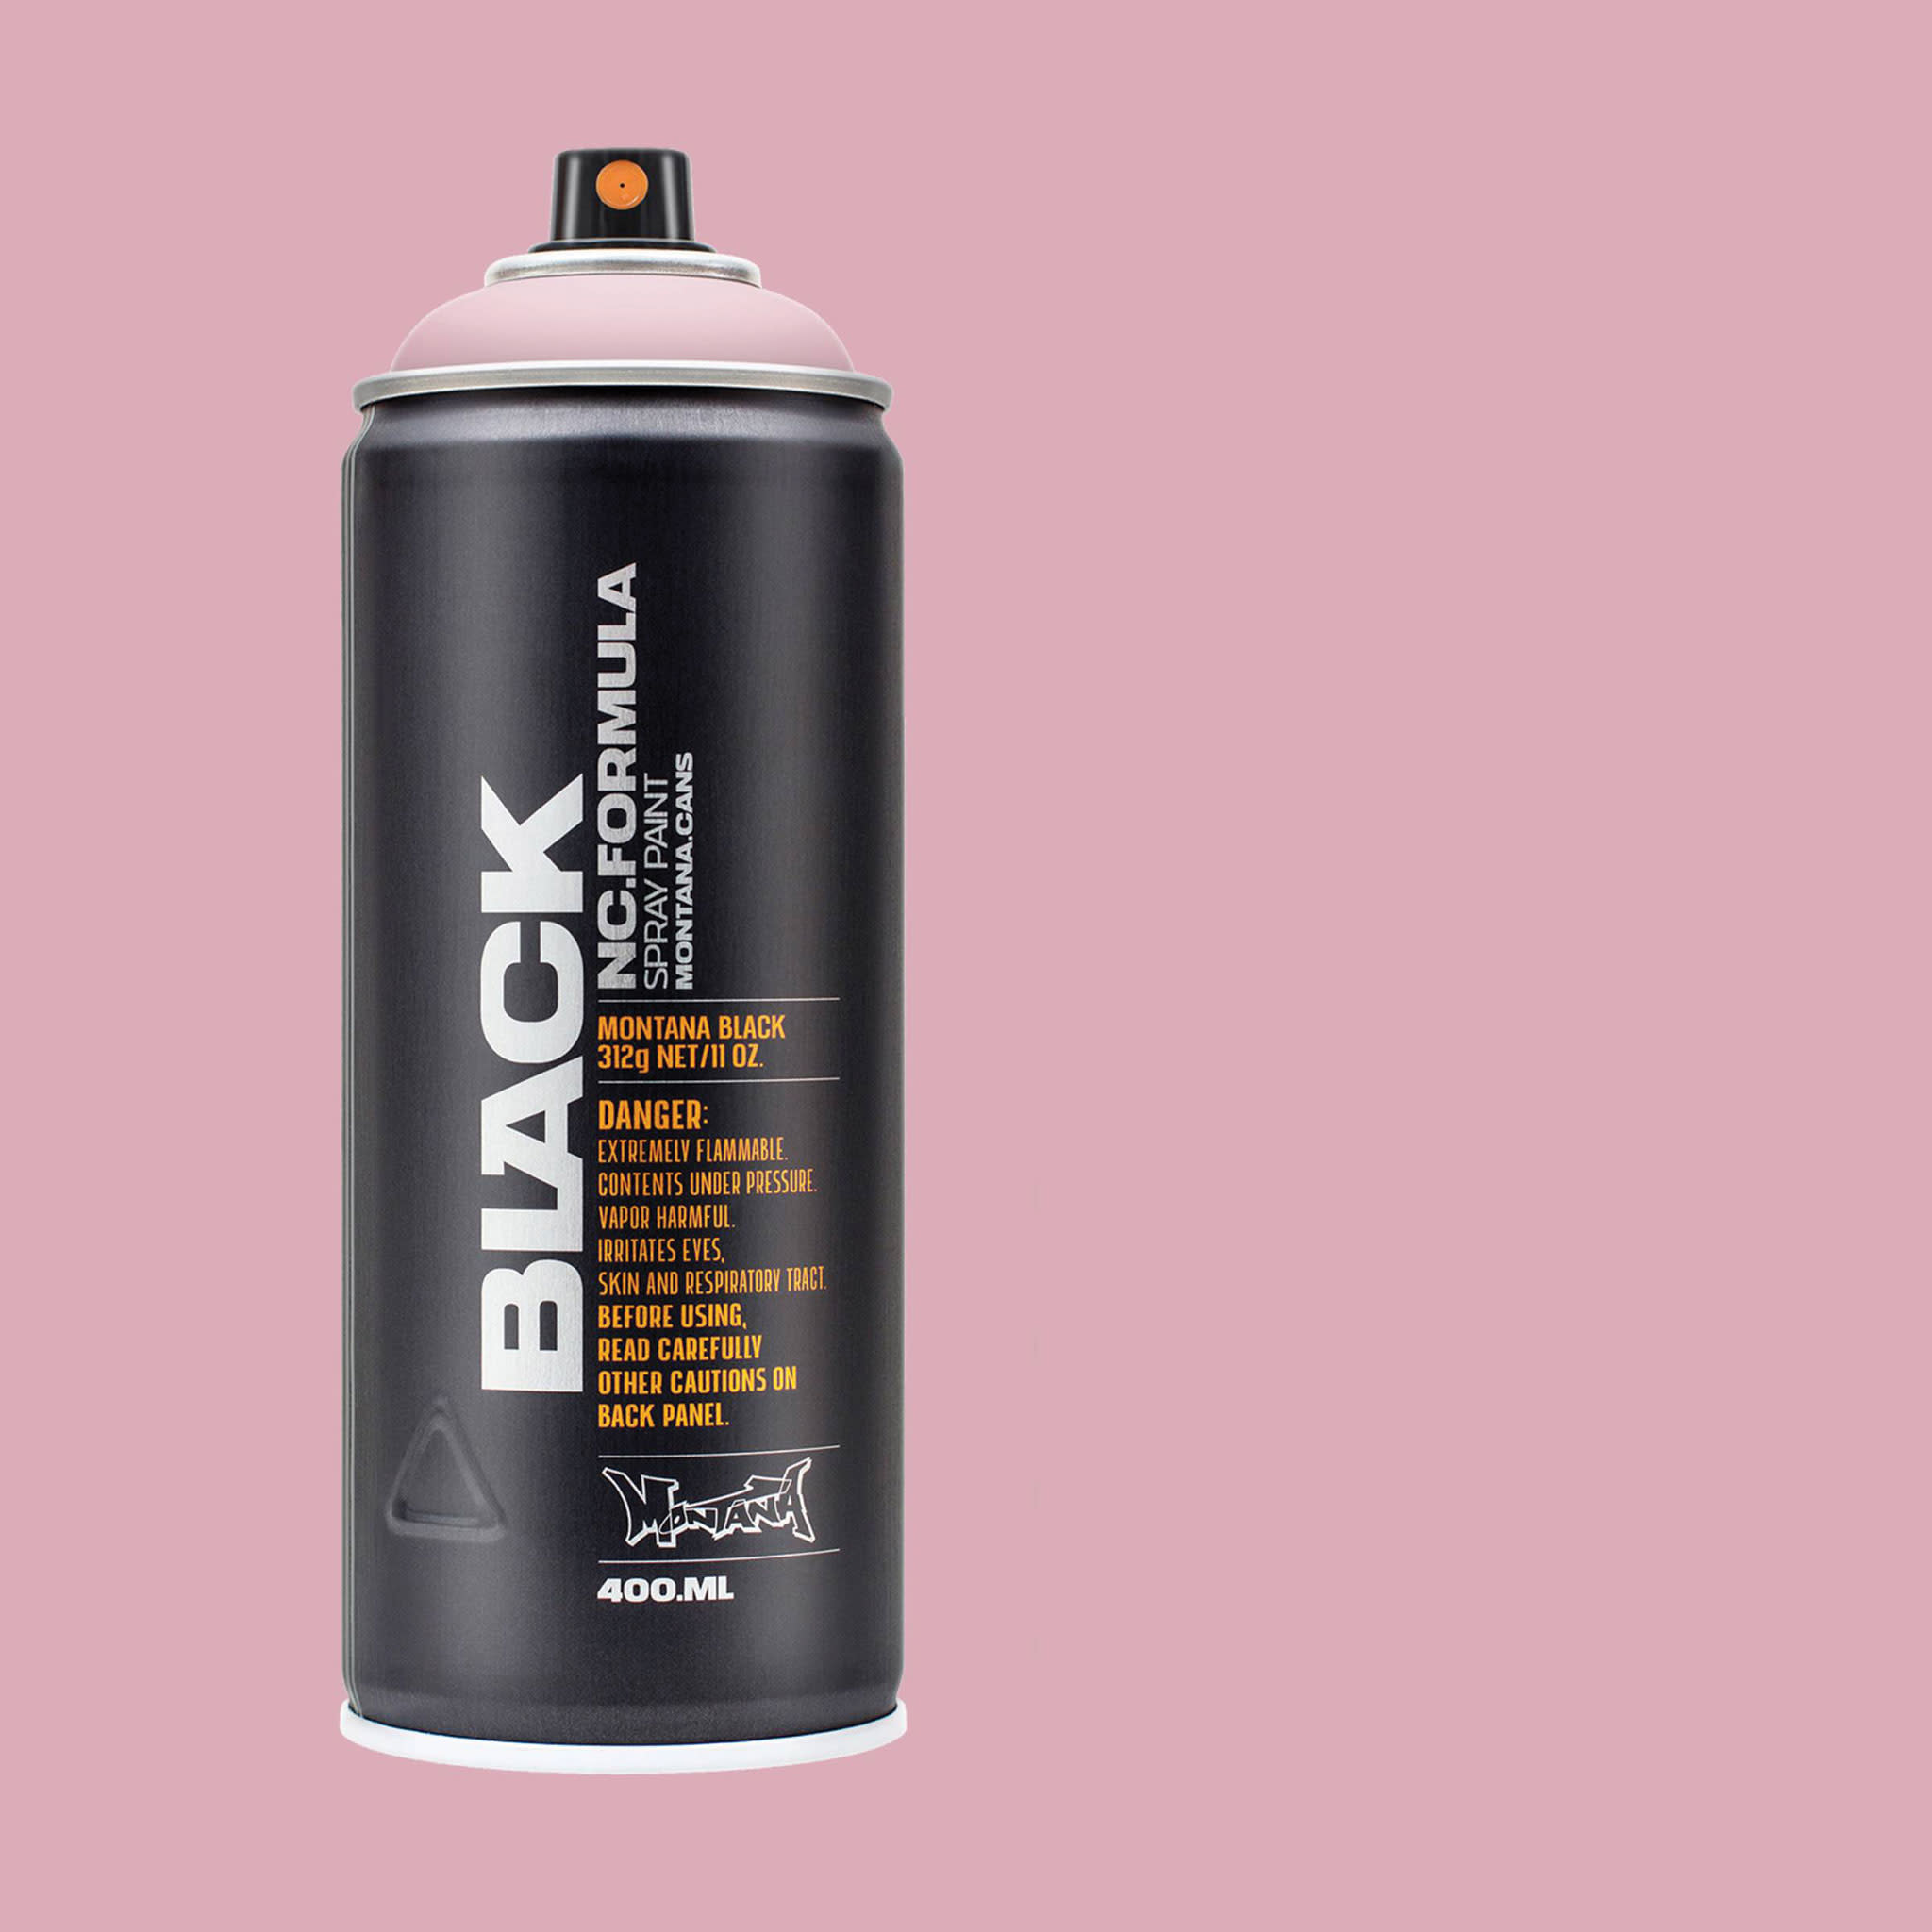 BLACK
NC.FORMULA
SPRAY PAINT
MONTANA.CANS
MONTANA BLACK
312g NET/11 OZ.
DANGER:
EXTREMELY FLAMMABLE.
CONTENTS UNDER PRESSURE.
VAPOR HARMFUL.
IRRITATES EYES,
SKIN AND RESPIRATORY TRACT.
BEFORE USING,
READ CAREFULLY
OTHER CAUTIONS ON
BACK PANEL.
MONTANA
400.ML